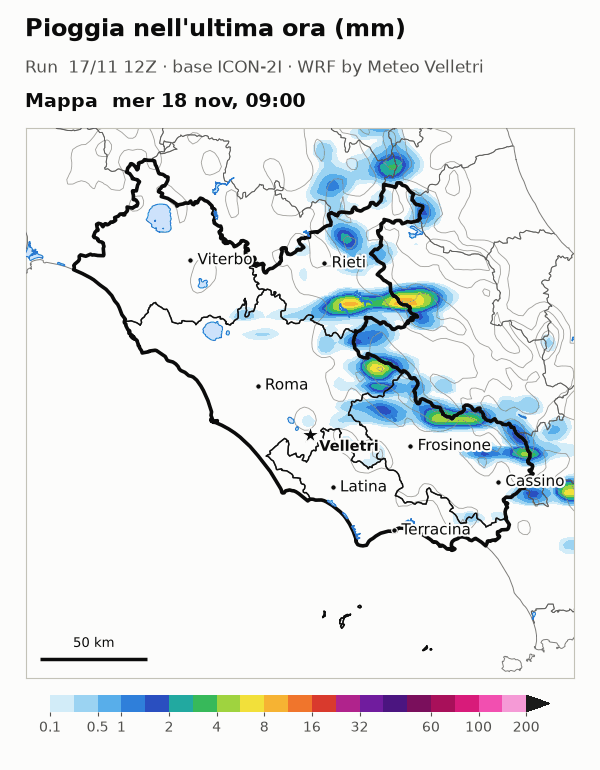 Pioggia nell'ultima ora (mm)
Run  17/11 12Z · base ICON-2I · WRF by Meteo Velletri
Mappa  mer 18 nov, 09:00
Viterbo
Rieti
Roma
Velletri
Frosinone
Latina
Cassino
Terracina
50 km
0.1 0.5 1 2 4 8 16 32 60 100 200